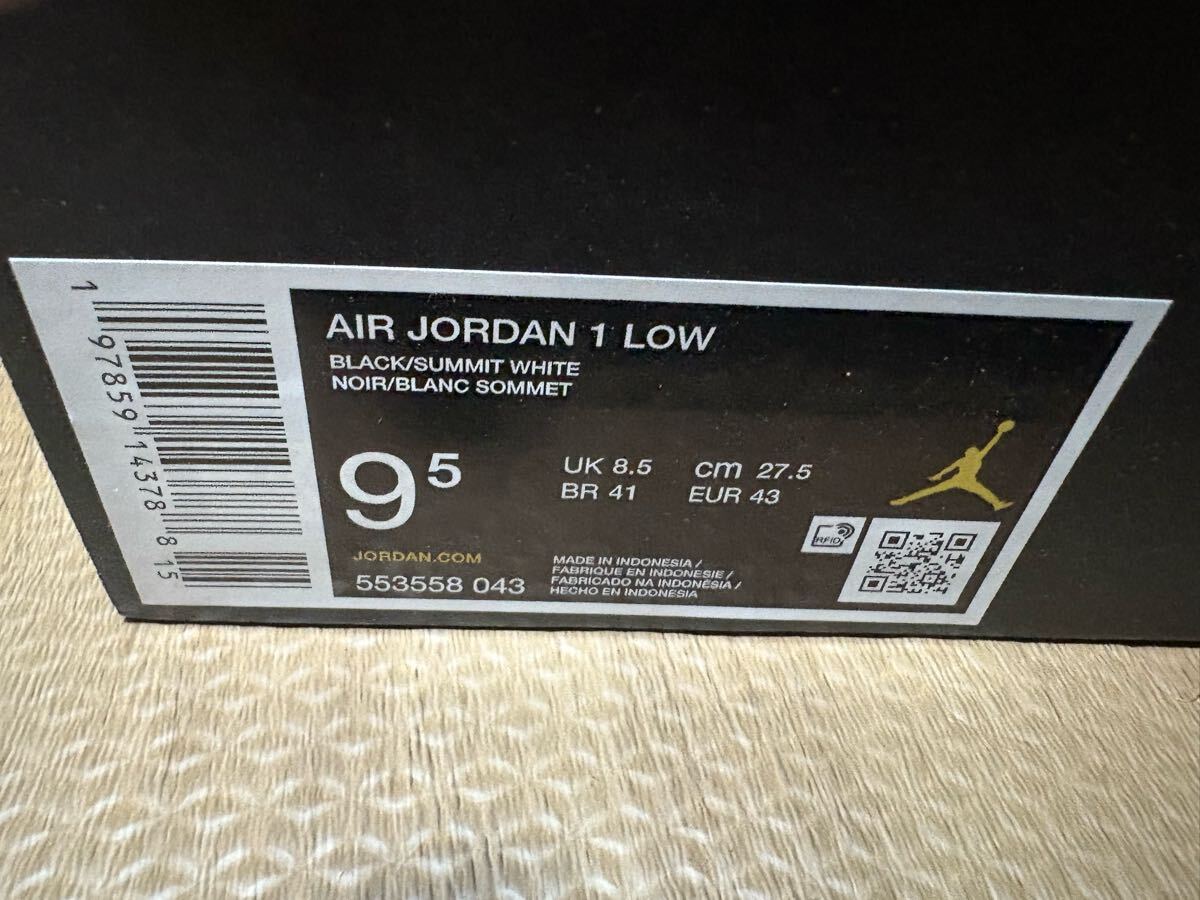 1 97859 14378 8 15
AIR JORDAN 1 LOW
BLACK/SUMMIT WHITE
NOIR/BLANC SOMMET
9 5
UK 8.5 cm 27.5
BR 41 EUR 43
RFID
JORDAN.COM
553558 043
MADE IN INDONESIA /
FABRIQUE EN INDONESIE /
FABRICADO NA INDONÉSIA /
HECHO EN INDONESIA